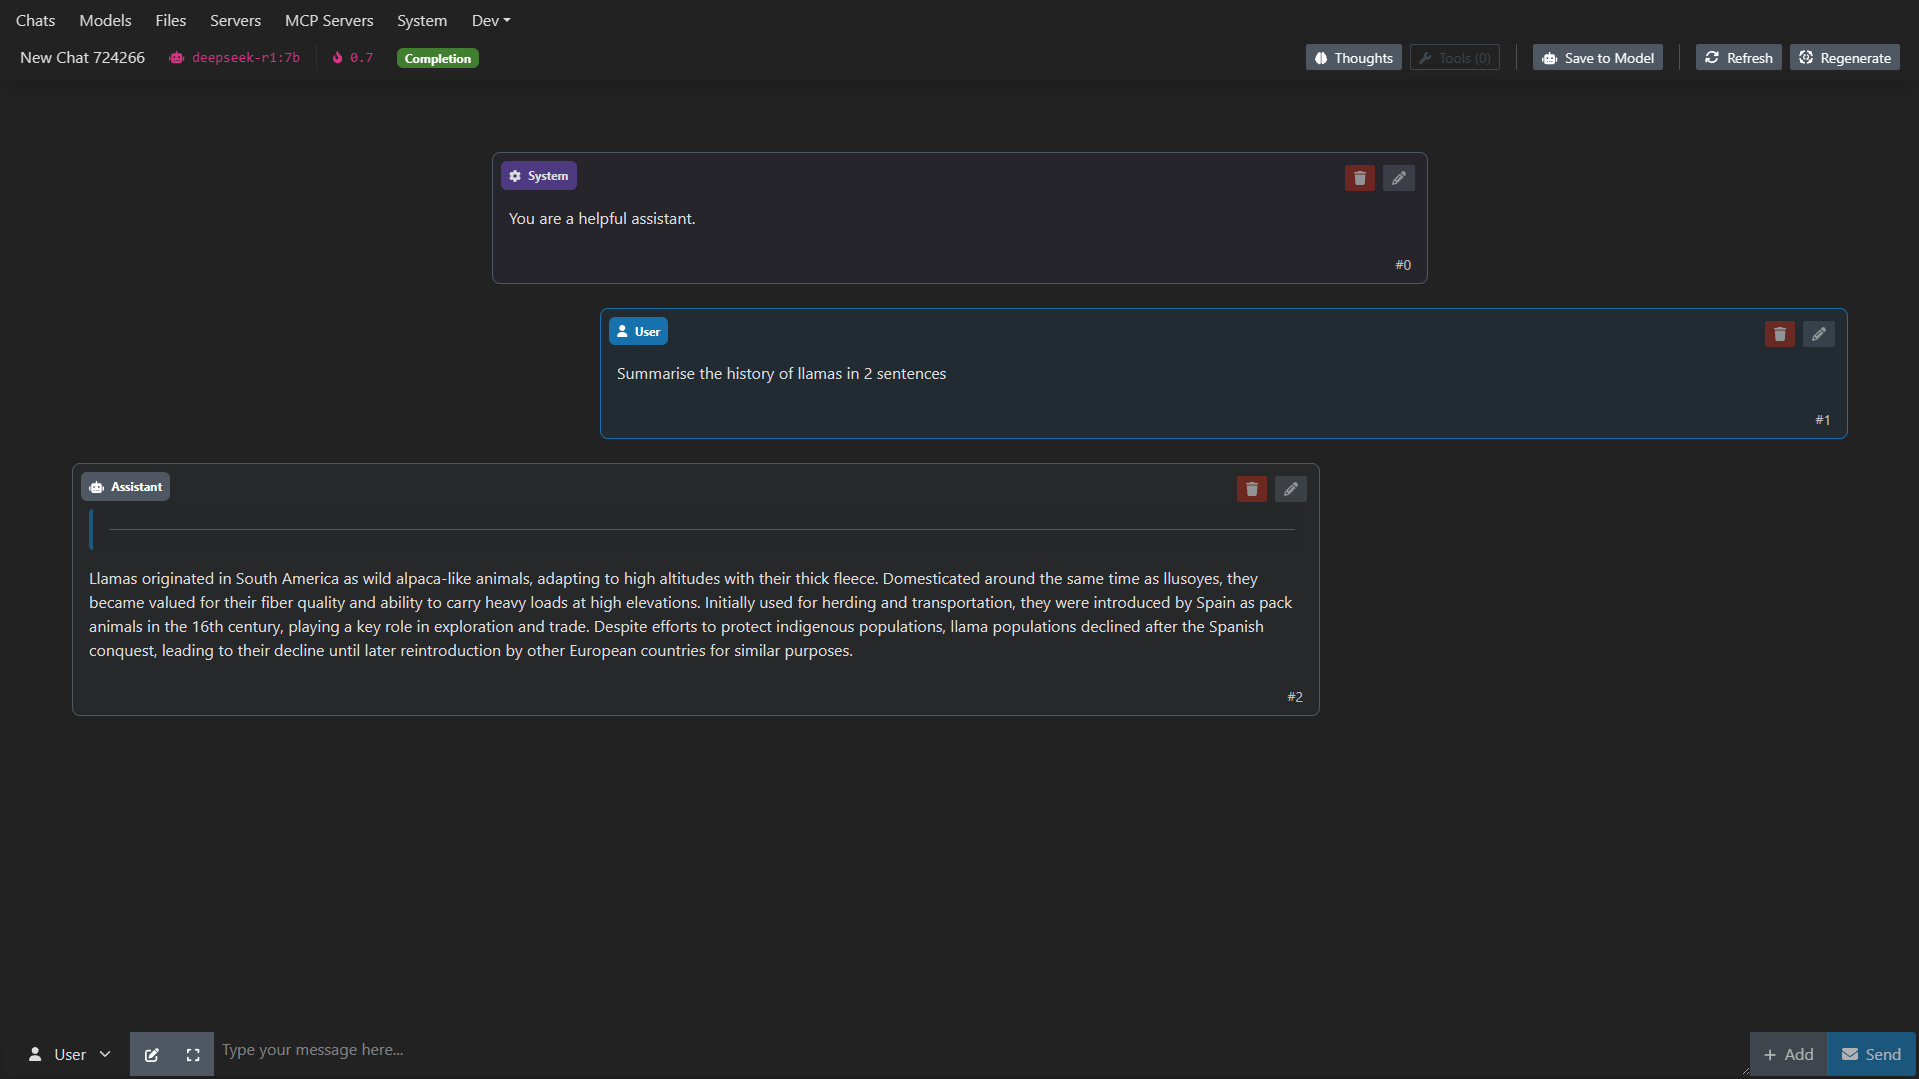 Chats Models Files Servers MCP Servers System Dev
New Chat 724266 deepseek-r1:7b 0.7 Completion Thoughts Tools (0) Save to Model Refresh Regenerate
System
You are a helpful assistant.
#0
User
Summarise the history of llamas in 2 sentences
#1
Assistant
Llamas originated in South America as wild alpaca-like animals, adapting to high altitudes with their thick fleece. Domesticated around the same time as llusoyes, they
became valued for their fiber quality and ability to carry heavy loads at high elevations. Initially used for herding and transportation, they were introduced by Spain as pack
animals in the 16th century, playing a key role in exploration and trade. Despite efforts to protect indigenous populations, llama populations declined after the Spanish
conquest, leading to their decline until later reintroduction by other European countries for similar purposes.
#2
User Type your message here... Add Send